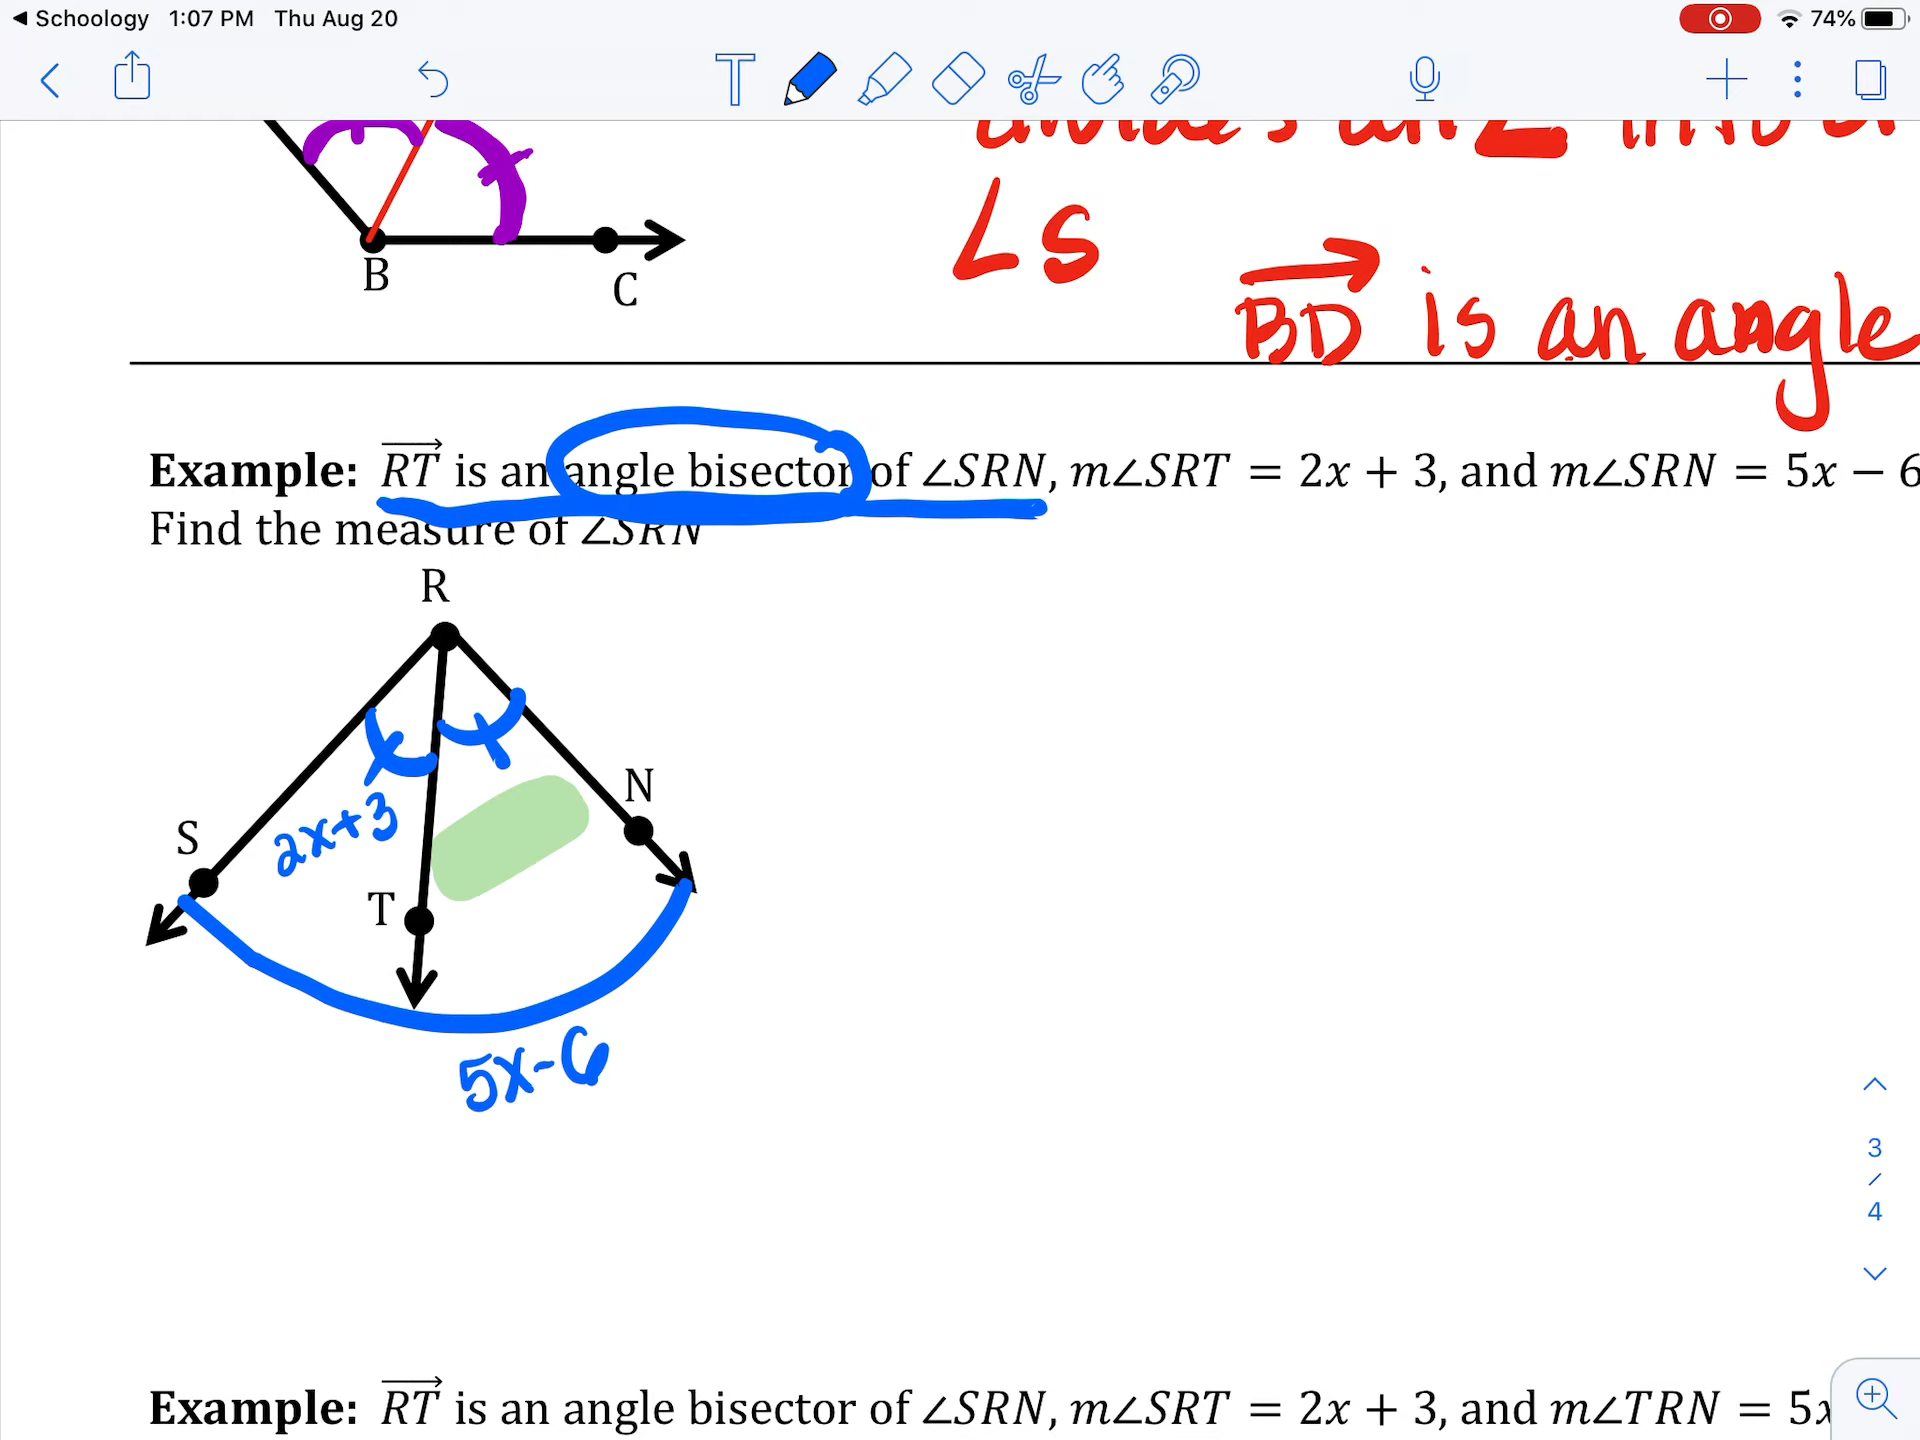 Schoology 1:07 PM Thu Aug 20 74%
T
∠S
B
C
BD is an angle
Example: RT is an angle bisector of ∠SRN, m∠SRT = 2x + 3, and m∠SRN = 5x − 6
Find the measure of ∠SRN
R
N
S
2x+3
T
5x-6
3
/
4
Example: RT is an angle bisector of ∠SRN, m∠SRT = 2x + 3, and m∠TRN = 5x